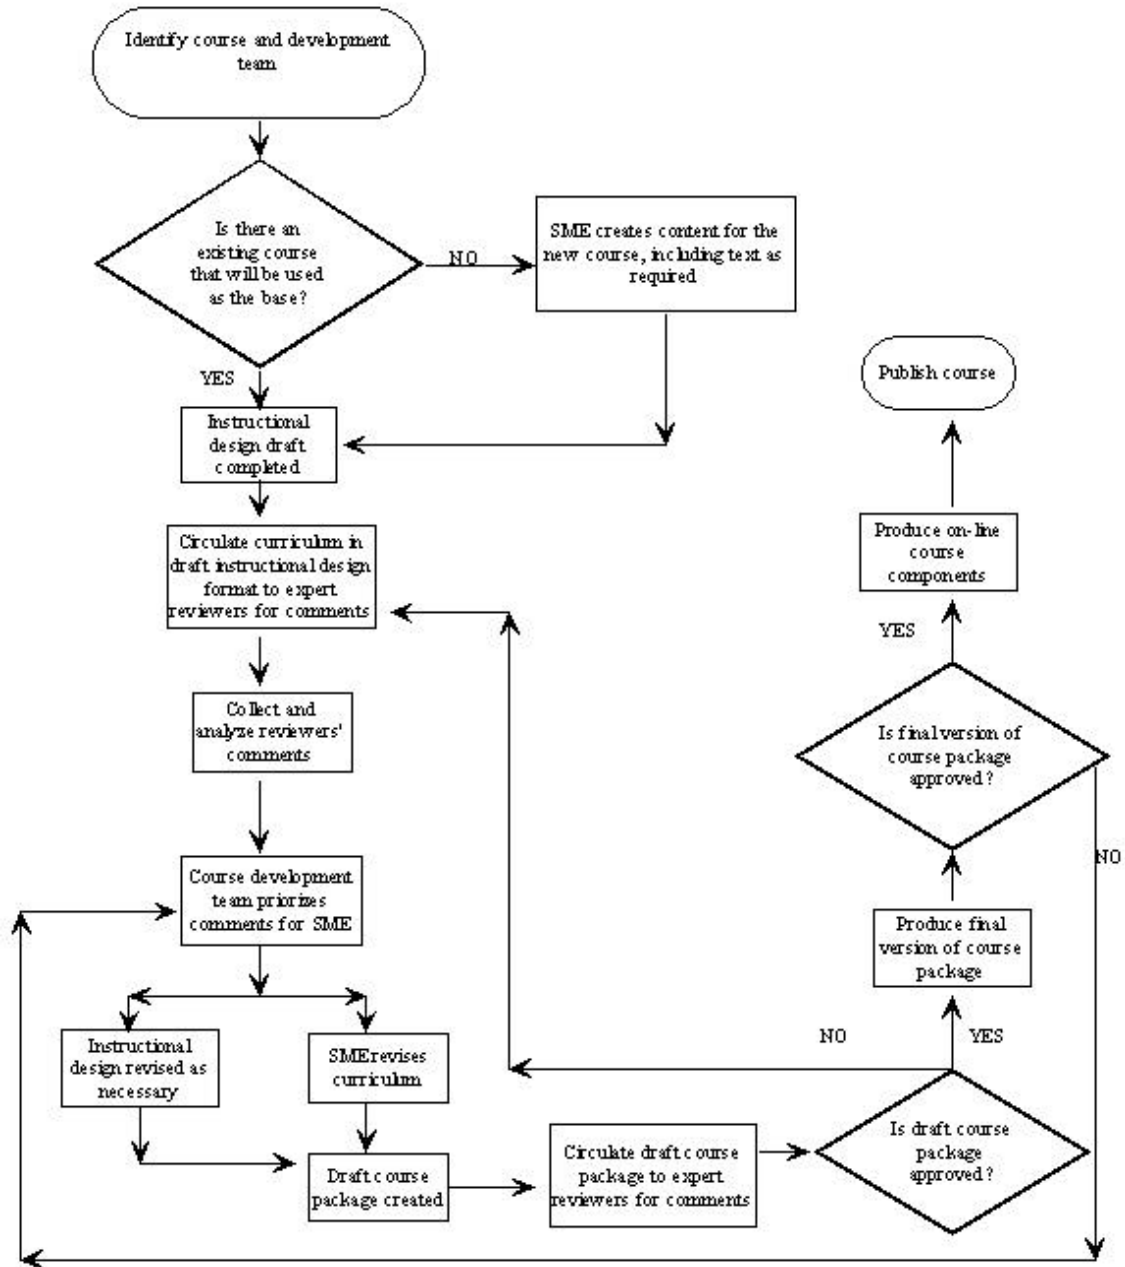 Identify course and development
team
Is there an
existing course
that will be used
as the base?
NO
SME creates content for the
new course, including text as
required
YES
Instructional
design draft
completed
Circulate curriculum in
draft instructional design
format to expert
reviewers for comments
Collect and
analyze reviewers'
comments
Course development
team priorizes
comments for SME
Instructional
design revised as
necessary
SME revises
curriculum
Draft course
package created
Circulate draft course
package to expert
reviewers for comments
Is draft course
package
approved?
NO
YES
Produce final
version of course
package
Is final version of
course package
approved?
NO
YES
Produce on-line
course
components
Publish course